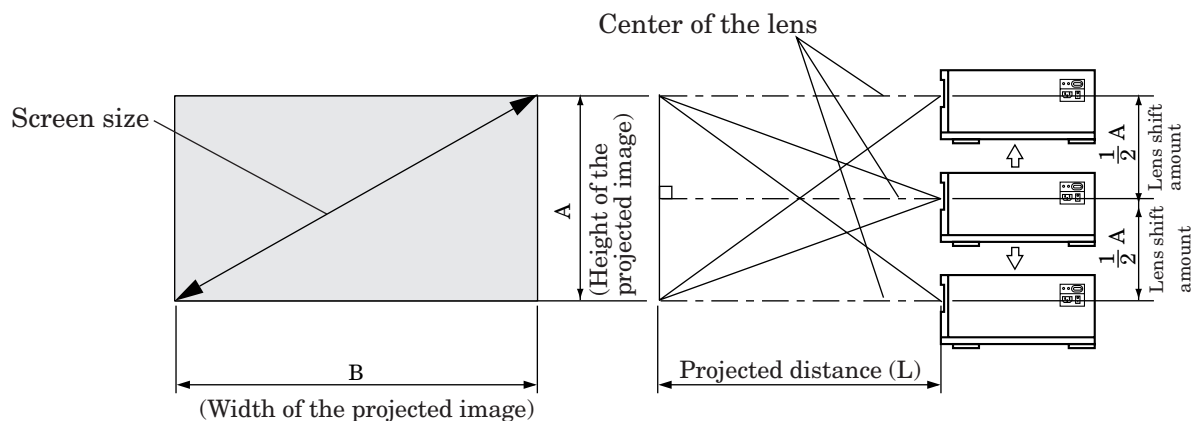 Center of the lens
Screen size
A
(Height of the
projected image)
B
(Width of the projected image)
Projected distance (L)
1/2 A
Lens shift
amount
1/2 A
Lens shift
amount